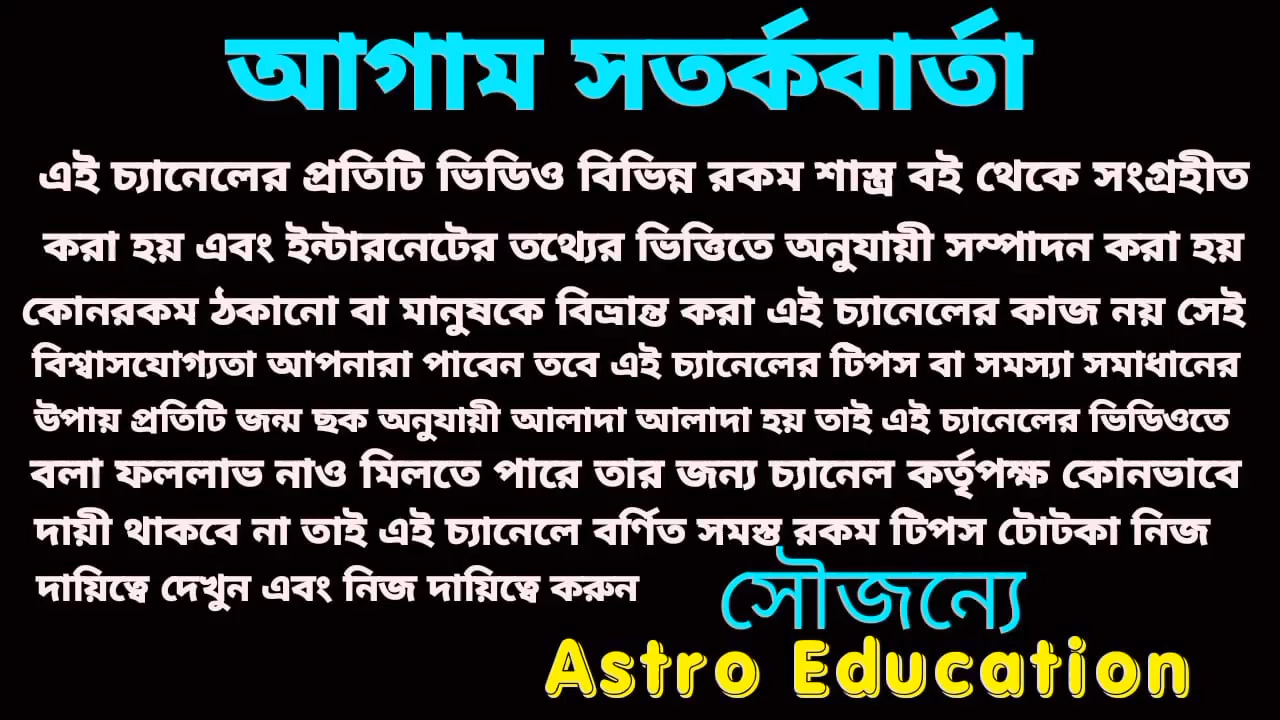 আগাম সতর্কবার্তা
এই চ্যানেলের প্রতিটি ভিডিও বিভিন্ন রকম শাস্ত্র বই থেকে সংগ্রহীত
করা হয় এবং ইন্টারনেটের তথ্যের ভিত্তিতে অনুযায়ী সম্পাদন করা হয়
কোনরকম ঠকানো বা মানুষকে বিভ্রান্ত করা এই চ্যানেলের কাজ নয় সেই
বিশ্বাসযোগ্যতা আপনারা পাবেন তবে এই চ্যানেলের টিপস বা সমস্যা সমাধানের
উপায় প্রতিটি জন্ম ছক অনুযায়ী আলাদা আলাদা হয় তাই এই চ্যানেলের ভিডিওতে
বলা ফললাভ নাও মিলতে পারে তার জন্য চ্যানেল কর্তৃপক্ষ কোনভাবে
দায়ী থাকবে না তাই এই চ্যানেলে বর্ণিত সমস্ত রকম টিপস টোটকা নিজ
দায়িত্বে দেখুন এবং নিজ দায়িত্বে করুন
সৌজন্যে
Astro Education